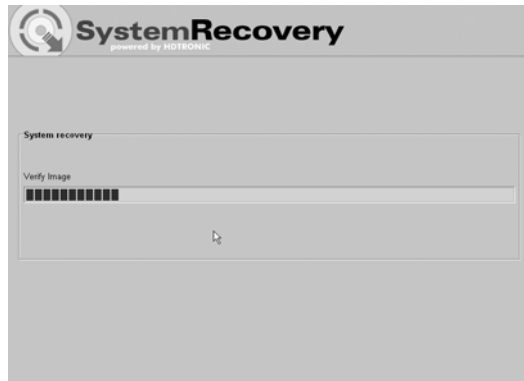 SystemRecovery
powered by HDTRONIC
System recovery
Verify Image